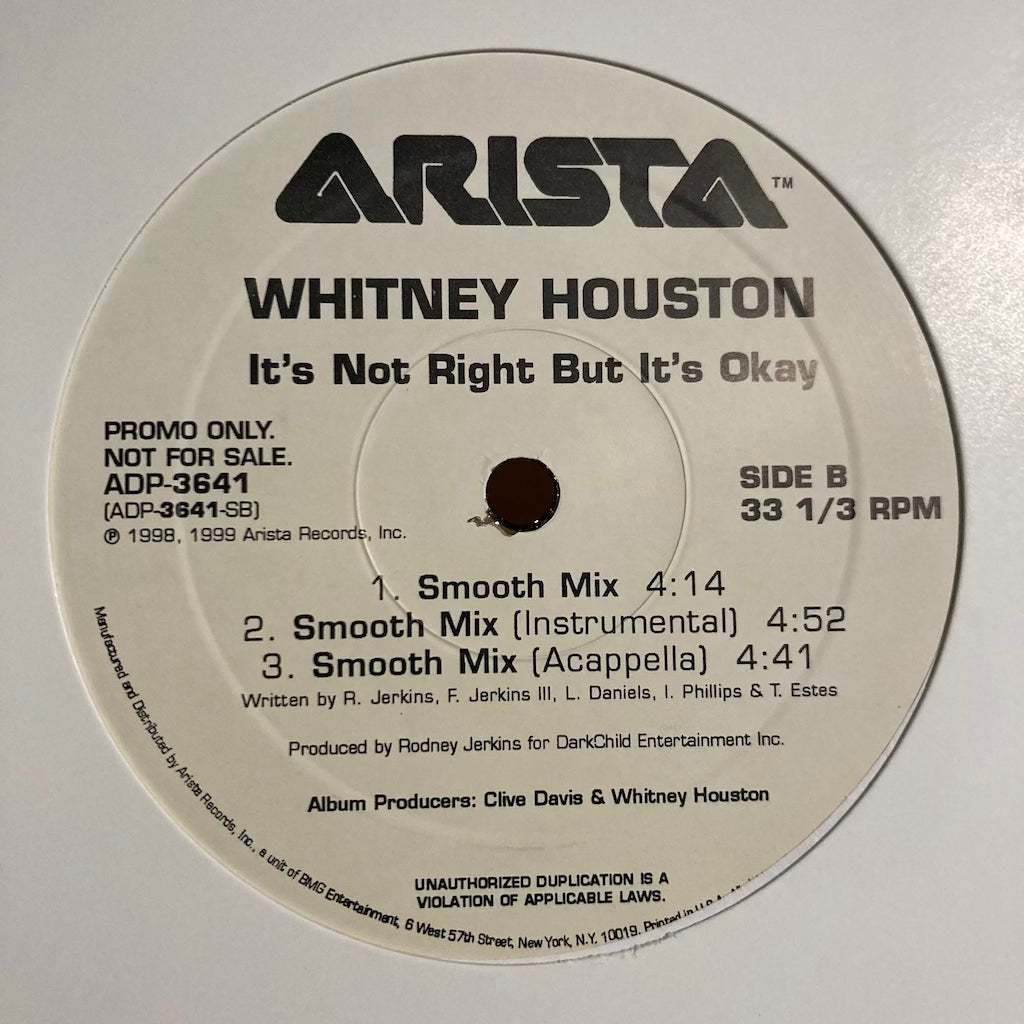 ARISTA™
WHITNEY HOUSTON
It's Not Right But It's Okay
PROMO ONLY.
NOT FOR SALE.
ADP-3641
(ADP-3641-SB)
℗ 1998, 1999 Arista Records, Inc.
SIDE B
33 1/3 RPM
1. Smooth Mix 4:14
2. Smooth Mix (Instrumental) 4:52
3. Smooth Mix (Acappella) 4:41
Written by R. Jerkins, F. Jerkins III, L. Daniels, I. Phillips & T. Estes
Produced by Rodney Jerkins for DarkChild Entertainment Inc.
Album Producers: Clive Davis & Whitney Houston
UNAUTHORIZED DUPLICATION IS A
VIOLATION OF APPLICABLE LAWS.
Manufactured and Distributed by Arista Records, Inc., a unit of BMG Entertainment, 6 West 57th Street, New York, N.Y. 10019. Printed in